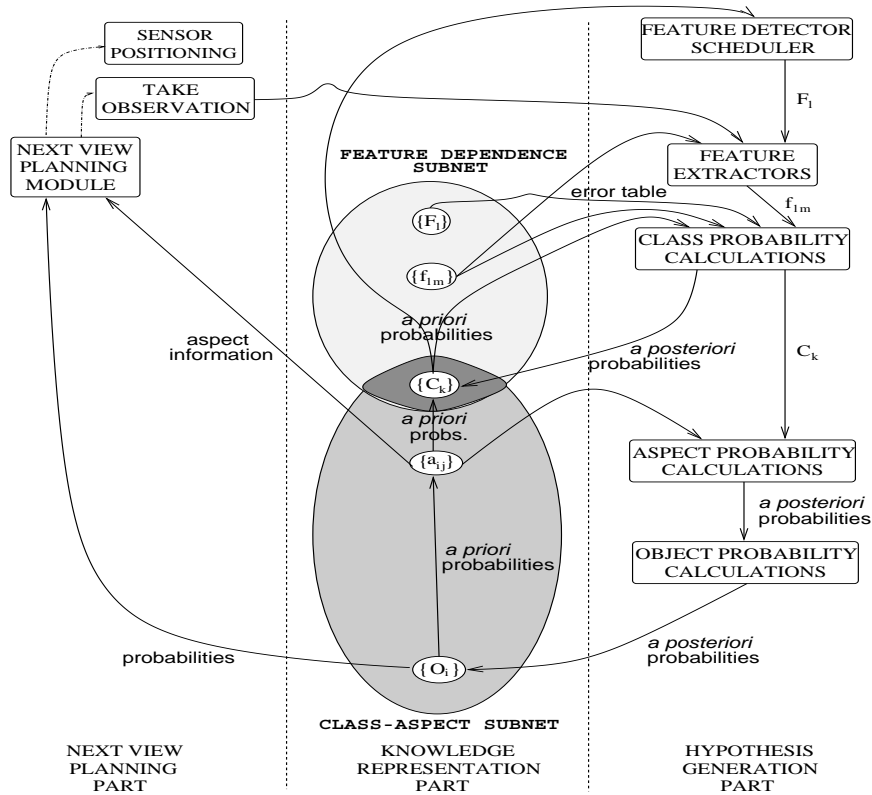 SENSOR
POSITIONING
TAKE
OBSERVATION
NEXT VIEW
PLANNING
MODULE
FEATURE DETECTOR
SCHEDULER
F_l
FEATURE DEPENDENCE
SUBNET
FEATURE
EXTRACTORS
error table
f_lm
{F_l}
CLASS PROBABILITY
CALCULATIONS
{f_lm}
a priori
probabilities
aspect
information
a posteriori
probabilities
C_k
{C_k}
a priori
probs.
{a_ij}
ASPECT PROBABILITY
CALCULATIONS
a posteriori
probabilities
a priori
probabilities
OBJECT PROBABILITY
CALCULATIONS
probabilities
{O_i}
a posteriori
probabilities
CLASS-ASPECT SUBNET
NEXT VIEW
PLANNING
PART
KNOWLEDGE
REPRESENTATION
PART
HYPOTHESIS
GENERATION
PART